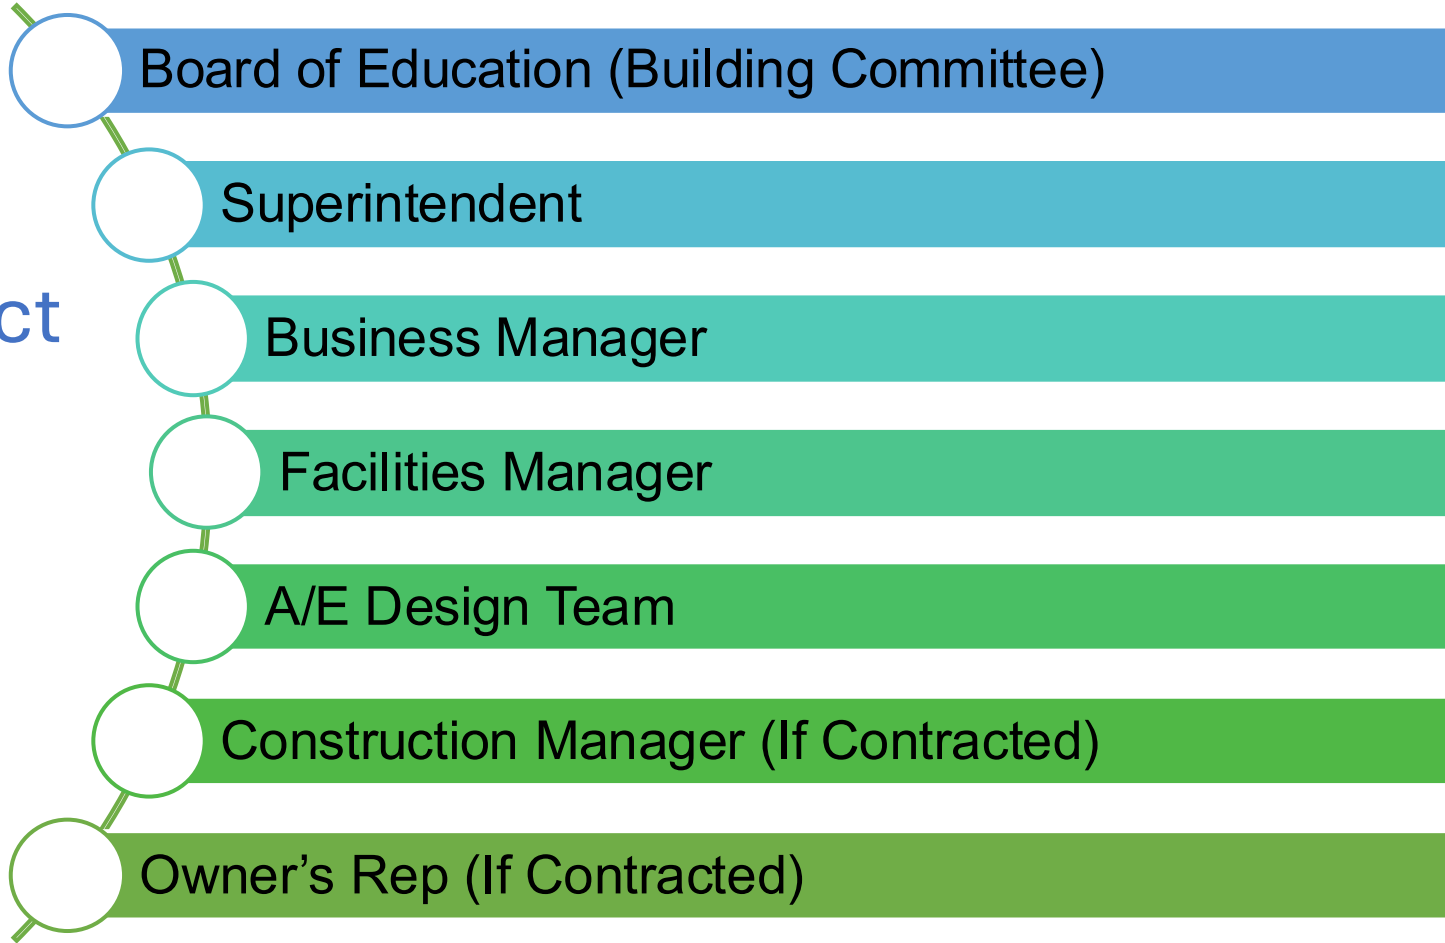 Board of Education (Building Committee)
Superintendent
Business Manager
Facilities Manager
A/E Design Team
Construction Manager (If Contracted)
Owner’s Rep (If Contracted)